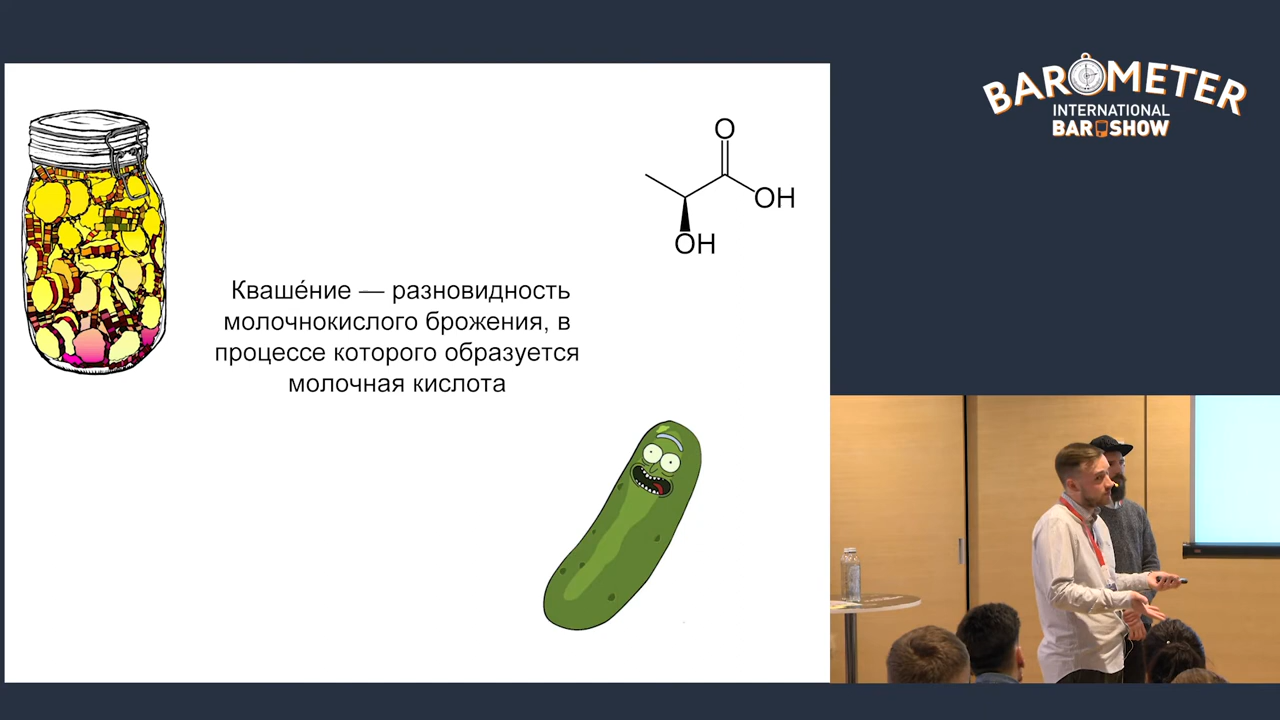 BAROMETER
INTERNATIONAL
BAR SHOW
O
OH
OH
Кваше́ние — разновидность
молочнокислого брожения, в
процессе которого образуется
молочная кислота